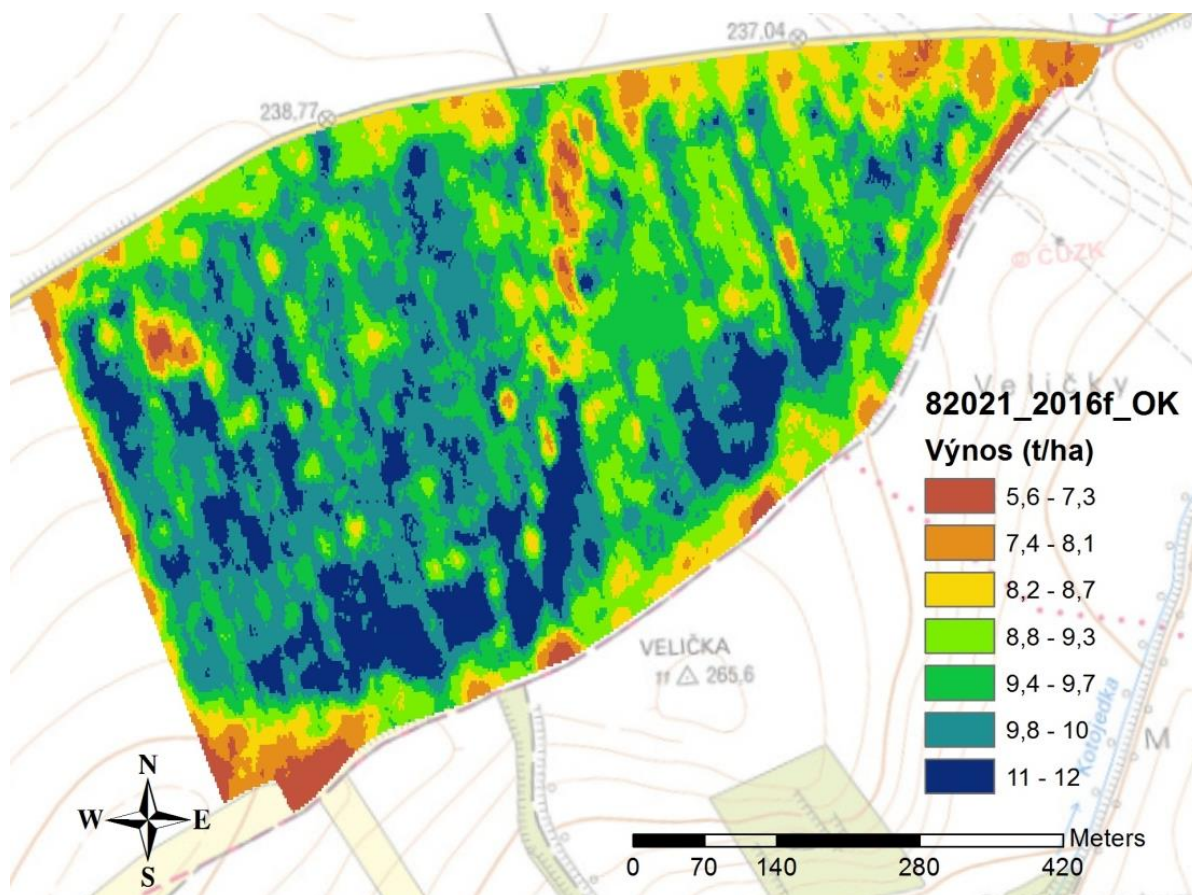 237,04
238,77
© ČÚZK
Veličky
82021_2016f_OK
Výnos (t/ha)
5,6 - 7,3
7,4 - 8,1
8,2 - 8,7
8,8 - 9,3
9,4 - 9,7
9,8 - 10
11 - 12
VELIČKA
265,6
Kotojedka
M
N
W E
S
Meters
0 70 140 280 420